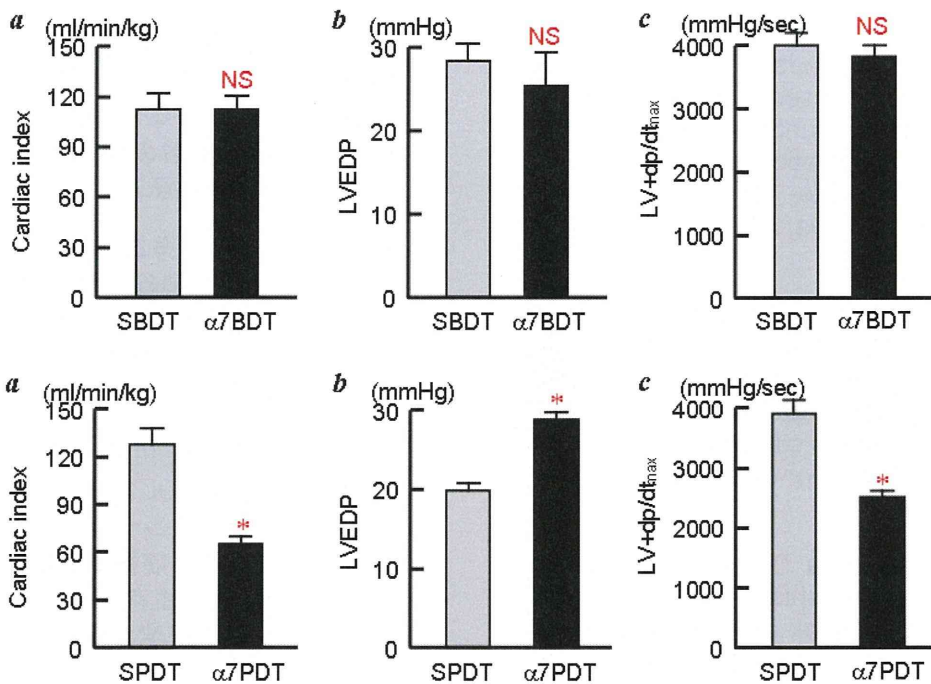 a (ml/min/kg)
150
120
90
60
30
0
Cardiac index
NS
SBDT α7BDT
b (mmHg)
30
20
10
0
LVEDP
NS
SBDT α7BDT
c (mmHg/sec)
4000
3000
2000
1000
0
LV+dp/dtmax
NS
SBDT α7BDT
a (ml/min/kg)
150
120
90
60
30
0
Cardiac index
*
SPDT α7PDT
b (mmHg)
30
20
10
0
LVEDP
*
SPDT α7PDT
c (mmHg/sec)
4000
3000
2000
1000
0
LV+dp/dtmax
*
SPDT α7PDT